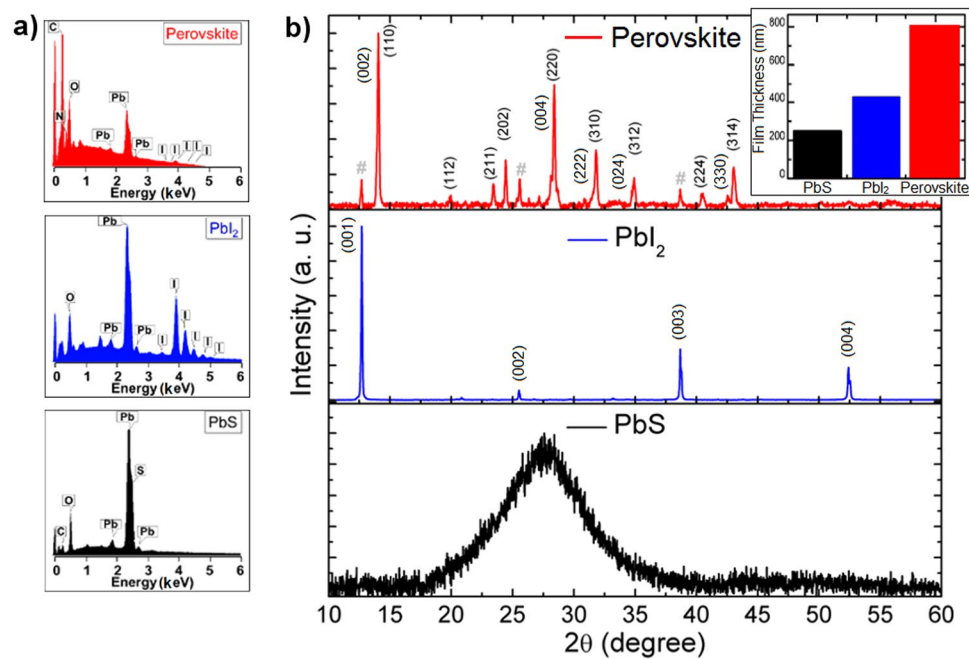 a)
Perovskite
C
O
N
Pb
Pb
Pb
I
I
I
I
I
0 1 2 3 4 5 6
Energy (keV)
PbI₂
Pb
O
Pb
Pb
I
I
I
I
I
I
0 1 2 3 4 5 6
Energy (keV)
PbS
Pb
S
O
C
Pb
Pb
0 1 2 3 4 5 6
Energy (keV)
b)
Perovskite
#
(002)
(110)
(112)
(211)
(202)
#
(004)
(220)
(222)
(310)
(024)
(312)
#
(224)
(330)
(314)
Film Thickness (nm)
800
600
400
200
0
PbS PbI₂ Perovskite
PbI₂
(001)
(002)
(003)
(004)
Intensity (a. u.)
PbS
10 15 20 25 30 35 40 45 50 55 60
2θ (degree)